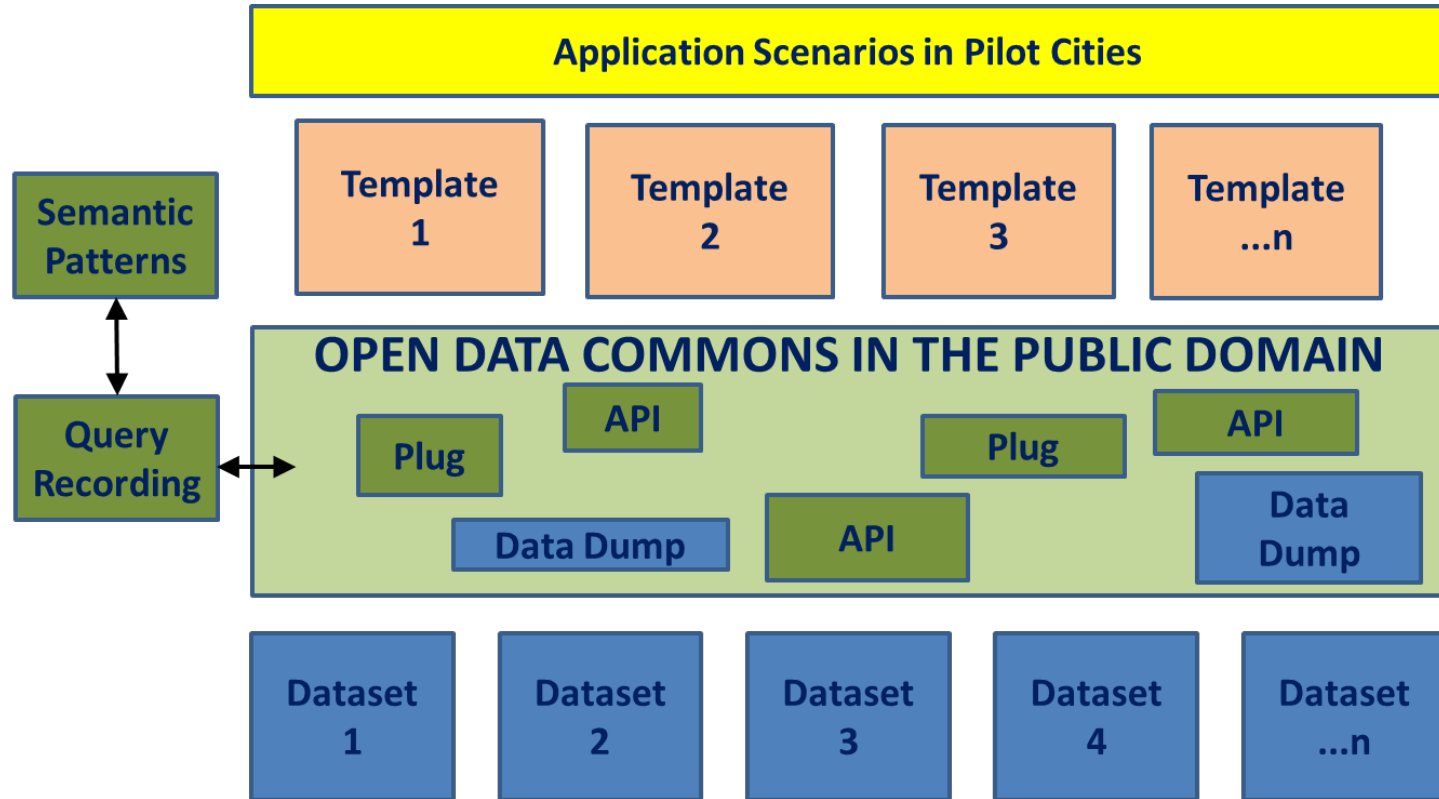 Application Scenarios in Pilot Cities
Template
1
Template
2
Template
3
Template
...n
Semantic
Patterns
Query
Recording
OPEN DATA COMMONS IN THE PUBLIC DOMAIN
Plug
API
Plug
API
Data Dump
API
Data
Dump
Dataset
1
Dataset
2
Dataset
3
Dataset
4
Dataset
...n